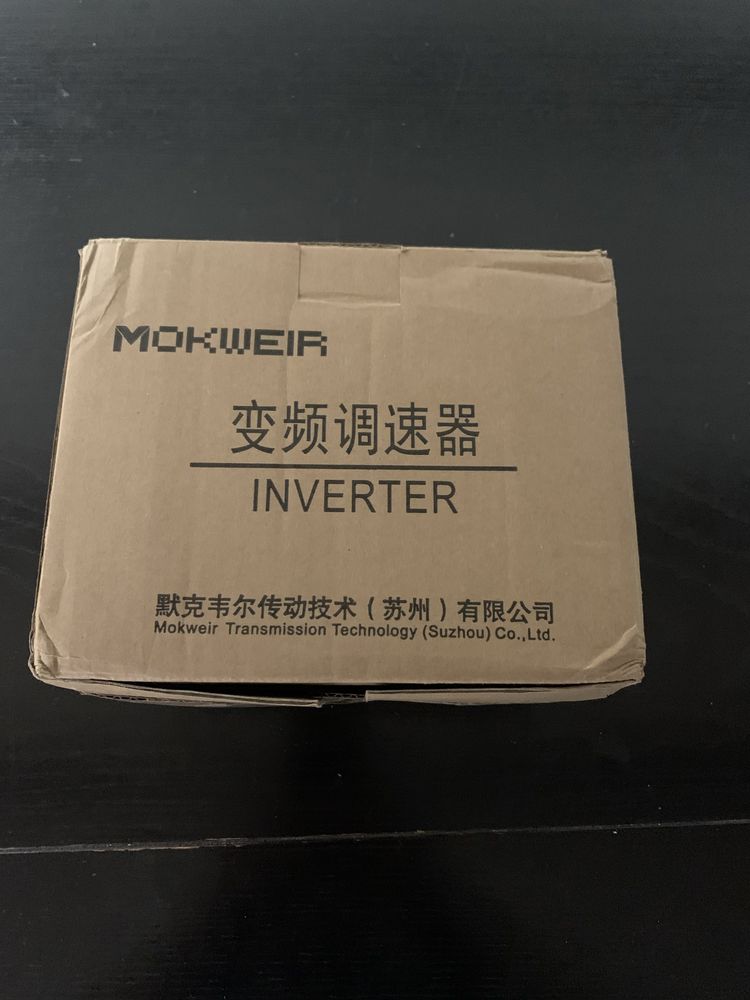 MOKWEIR
变频调速器
INVERTER
默克韦尔传动技术（苏州）有限公司
Mokweir Transmission Technology (Suzhou) Co.,Ltd.